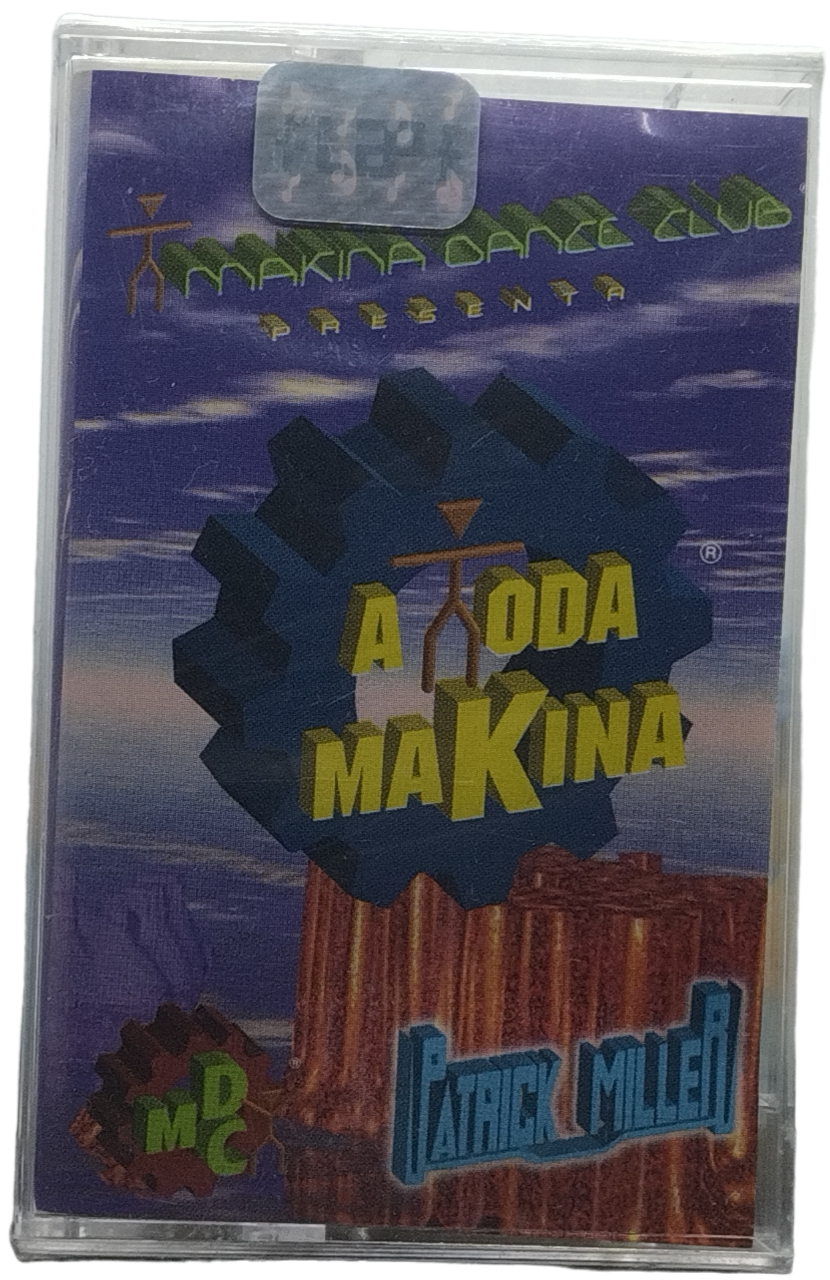 MAKINA DANCE CLUB
PRESENTA
A TODA
®
MAKINA
MDC
PATRICK MILLER